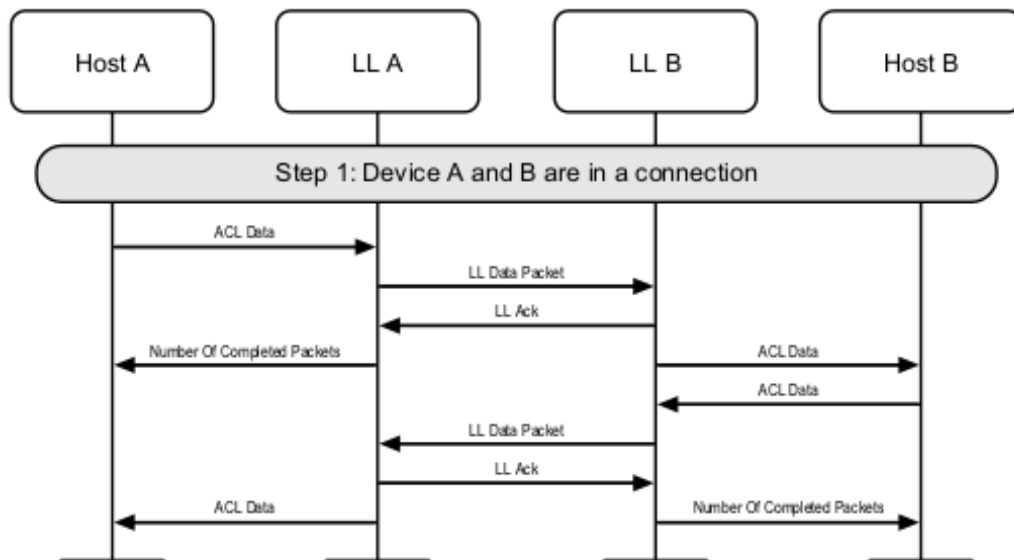 Host A
LL A
LL B
Host B
Step 1: Device A and B are in a connection
ACL Data
LL Data Packet
LL Ack
Number Of Completed Packets
ACL Data
ACL Data
LL Data Packet
LL Ack
ACL Data
Number Of Completed Packets